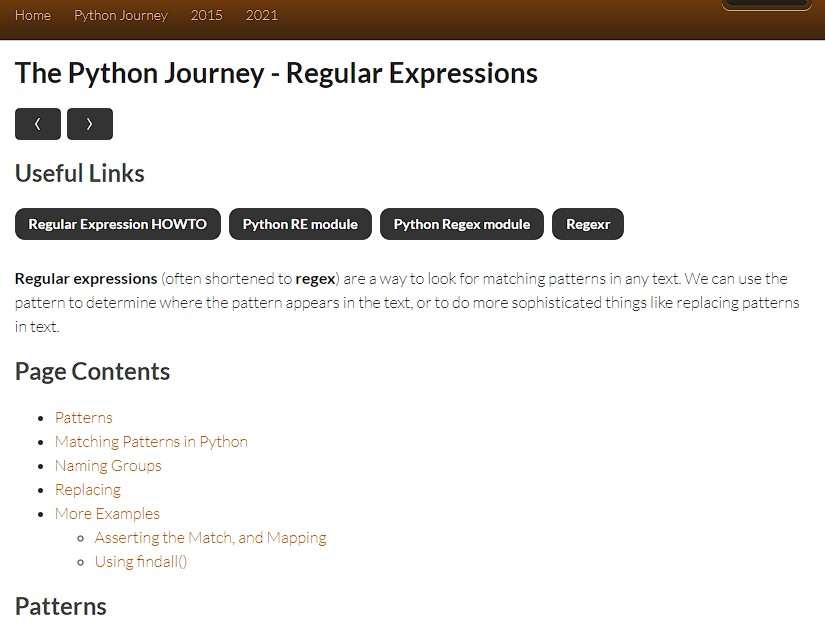 Home Python Journey 2015 2021
The Python Journey - Regular Expressions
‹ ›
Useful Links
Regular Expression HOWTO Python RE module Python Regex module Regexr
Regular expressions (often shortened to regex) are a way to look for matching patterns in any text. We can use the
pattern to determine where the pattern appears in the text, or to do more sophisticated things like replacing patterns
in text.
Page Contents
Patterns
Matching Patterns in Python
Naming Groups
Replacing
More Examples
Asserting the Match, and Mapping
Using findall()
Patterns